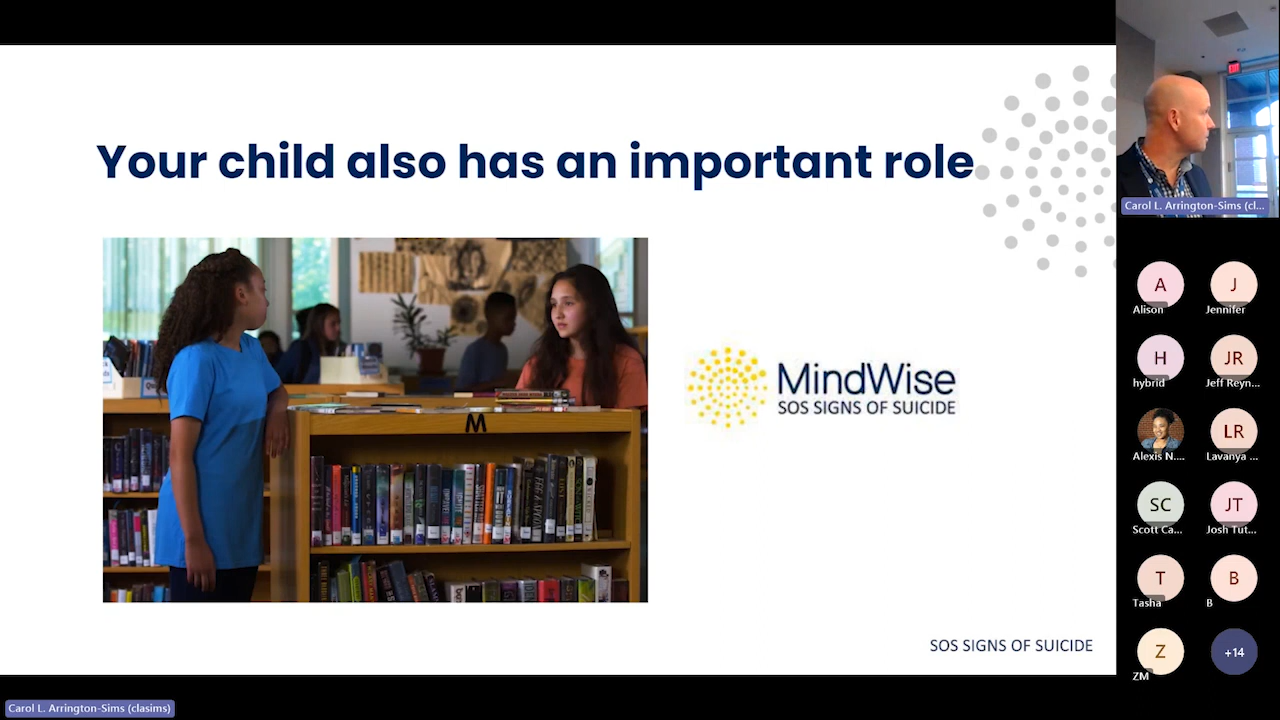 Your child also has an important role
M
MindWise
SOS SIGNS OF SUICIDE
SOS SIGNS OF SUICIDE
Carol L. Arrington-Sims (clasims)
Carol L. Arrington-Sims (cl...
A
Alison
J
Jennifer
H
hybrid
JR
Jeff Reyn...
Alexis N....
LR
Lavanya ...
SC
Scott Ca...
JT
Josh Tut...
T
Tasha
B
B
Z
ZM
+14